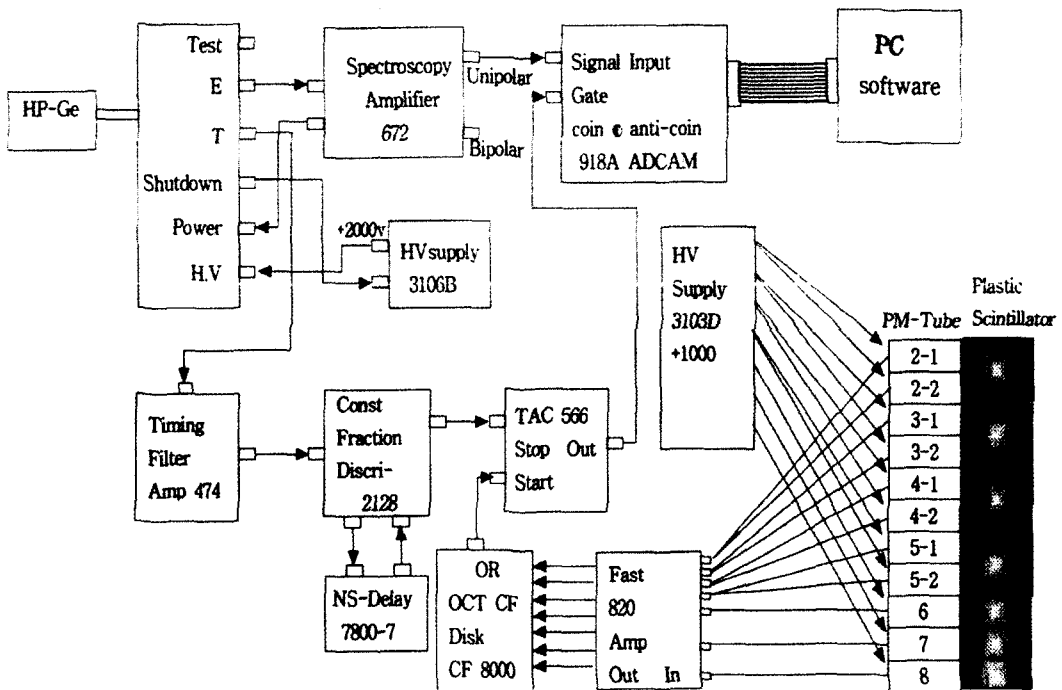 HP-Ge
Test
E
T
Shutdown
Power
H.V
Spectroscopy
Amplifier
672
Unipolar
Bipolar
Signal Input
Gate
coin anti-coin
918A ADCAM
PC
software
+2000v
HV supply
3106B
HV
Supply
3103D
+1000
Plastic
PM-Tube Scintillator
2-1
2-2
3-1
3-2
4-1
4-2
5-1
5-2
6
7
8
Timing
Filter
Amp 474
Const
Fraction
Discri-
2128
TAC 566
Stop Out
Start
NS-Delay
7800-7
OR
OCT CF
Disk
CF 8000
Fast
820
Amp
Out In